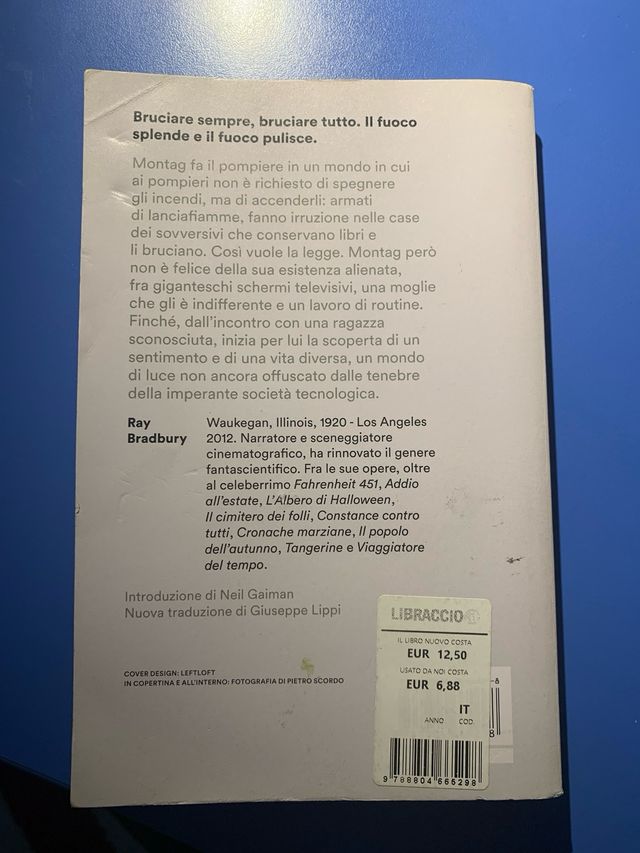 Bruciare sempre, bruciare tutto. Il fuoco
splende e il fuoco pulisce.
Montag fa il pompiere in un mondo in cui
ai pompieri non è richiesto di spegnere
gli incendi, ma di accenderli: armati
di lanciafiamme, fanno irruzione nelle case
dei sovversivi che conservano libri e
li bruciano. Così vuole la legge. Montag però
non è felice della sua esistenza alienata,
fra giganteschi schermi televisivi, una moglie
che gli è indifferente e un lavoro di routine.
Finché, dall'incontro con una ragazza
sconosciuta, inizia per lui la scoperta di un
sentimento e di una vita diversa, un mondo
di luce non ancora offuscato dalle tenebre
della imperante società tecnologica.
Ray
Bradbury
Waukegan, Illinois, 1920 - Los Angeles
2012. Narratore e sceneggiatore
cinematografico, ha rinnovato il genere
fantascientifico. Fra le sue opere, oltre
al celeberrimo Fahrenheit 451, Addio
all'estate, L'Albero di Halloween,
Il cimitero dei folli, Constance contro
tutti, Cronache marziane, Il popolo
dell'autunno, Tangerine e Viaggiatore
del tempo.
Introduzione di Neil Gaiman
Nuova traduzione di Giuseppe Lippi
COVER DESIGN: LEFTLOFT
IN COPERTINA E ALL'INTERNO: FOTOGRAFIA DI PIETRO SCORDO
LIBRACCIO
IL LIBRO NUOVO COSTA
EUR 12,50
USATO DA NOI COSTA
EUR 6,88
IT
ANNO COD.
9 788804 665298
-8
8